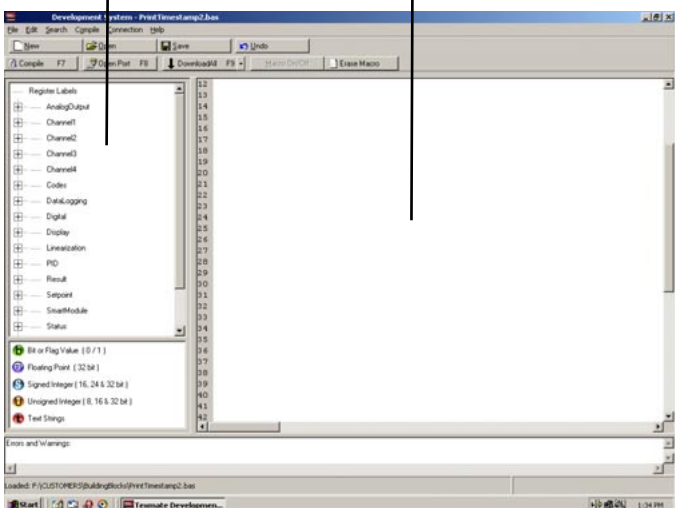 Development System - PrintTimestamp2.bas
File Edit Search Compile Connection Help
New Open Save Undo
Compile F7 Open Port F8 Download/All F9 Macro On/Off Erase Macro
Register Labels
AnalogOutput
Channel1
Channel2
Channel3
Channel4
Codes
DataLogging
Digital
Display
Linearization
PID
Result
Setpoint
SmartModule
Status
Bit or Flag Value ( 0 / 1 )
Floating Point ( 32 bit )
Signed Integer ( 16, 24 & 32 bit )
Unsigned Integer ( 8, 16 & 32 bit )
Text Strings
12
13
14
15
16
17
18
19
20
21
22
23
24
25
26
27
28
29
30
31
32
33
34
35
36
37
38
39
40
41
42
Errors and Warnings:
Loaded: P:\CUSTOMERS\BuildingBlocks\PrintTimestamp2.bas
Start Texmate Developmen... 1:34 PM